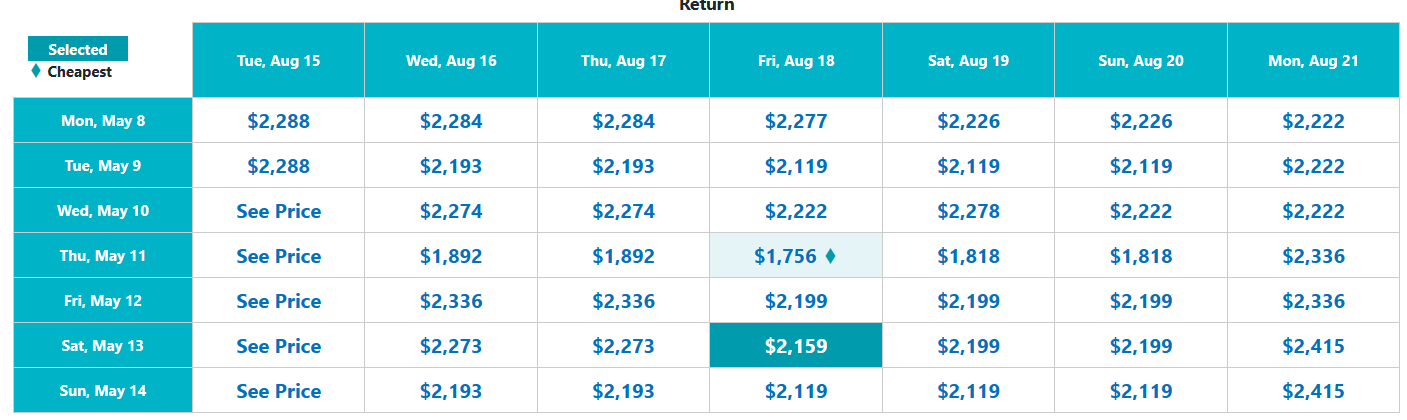 Return
Selected
Cheapest
Tue, Aug 15 Wed, Aug 16 Thu, Aug 17 Fri, Aug 18 Sat, Aug 19 Sun, Aug 20 Mon, Aug 21
Mon, May 8 $2,288 $2,284 $2,284 $2,277 $2,226 $2,226 $2,222
Tue, May 9 $2,288 $2,193 $2,193 $2,119 $2,119 $2,119 $2,222
Wed, May 10 See Price $2,274 $2,274 $2,222 $2,278 $2,222 $2,222
Thu, May 11 See Price $1,892 $1,892 $1,756 $1,818 $1,818 $2,336
Fri, May 12 See Price $2,336 $2,336 $2,199 $2,199 $2,199 $2,336
Sat, May 13 See Price $2,273 $2,273 $2,159 $2,199 $2,199 $2,415
Sun, May 14 See Price $2,193 $2,193 $2,119 $2,119 $2,119 $2,415